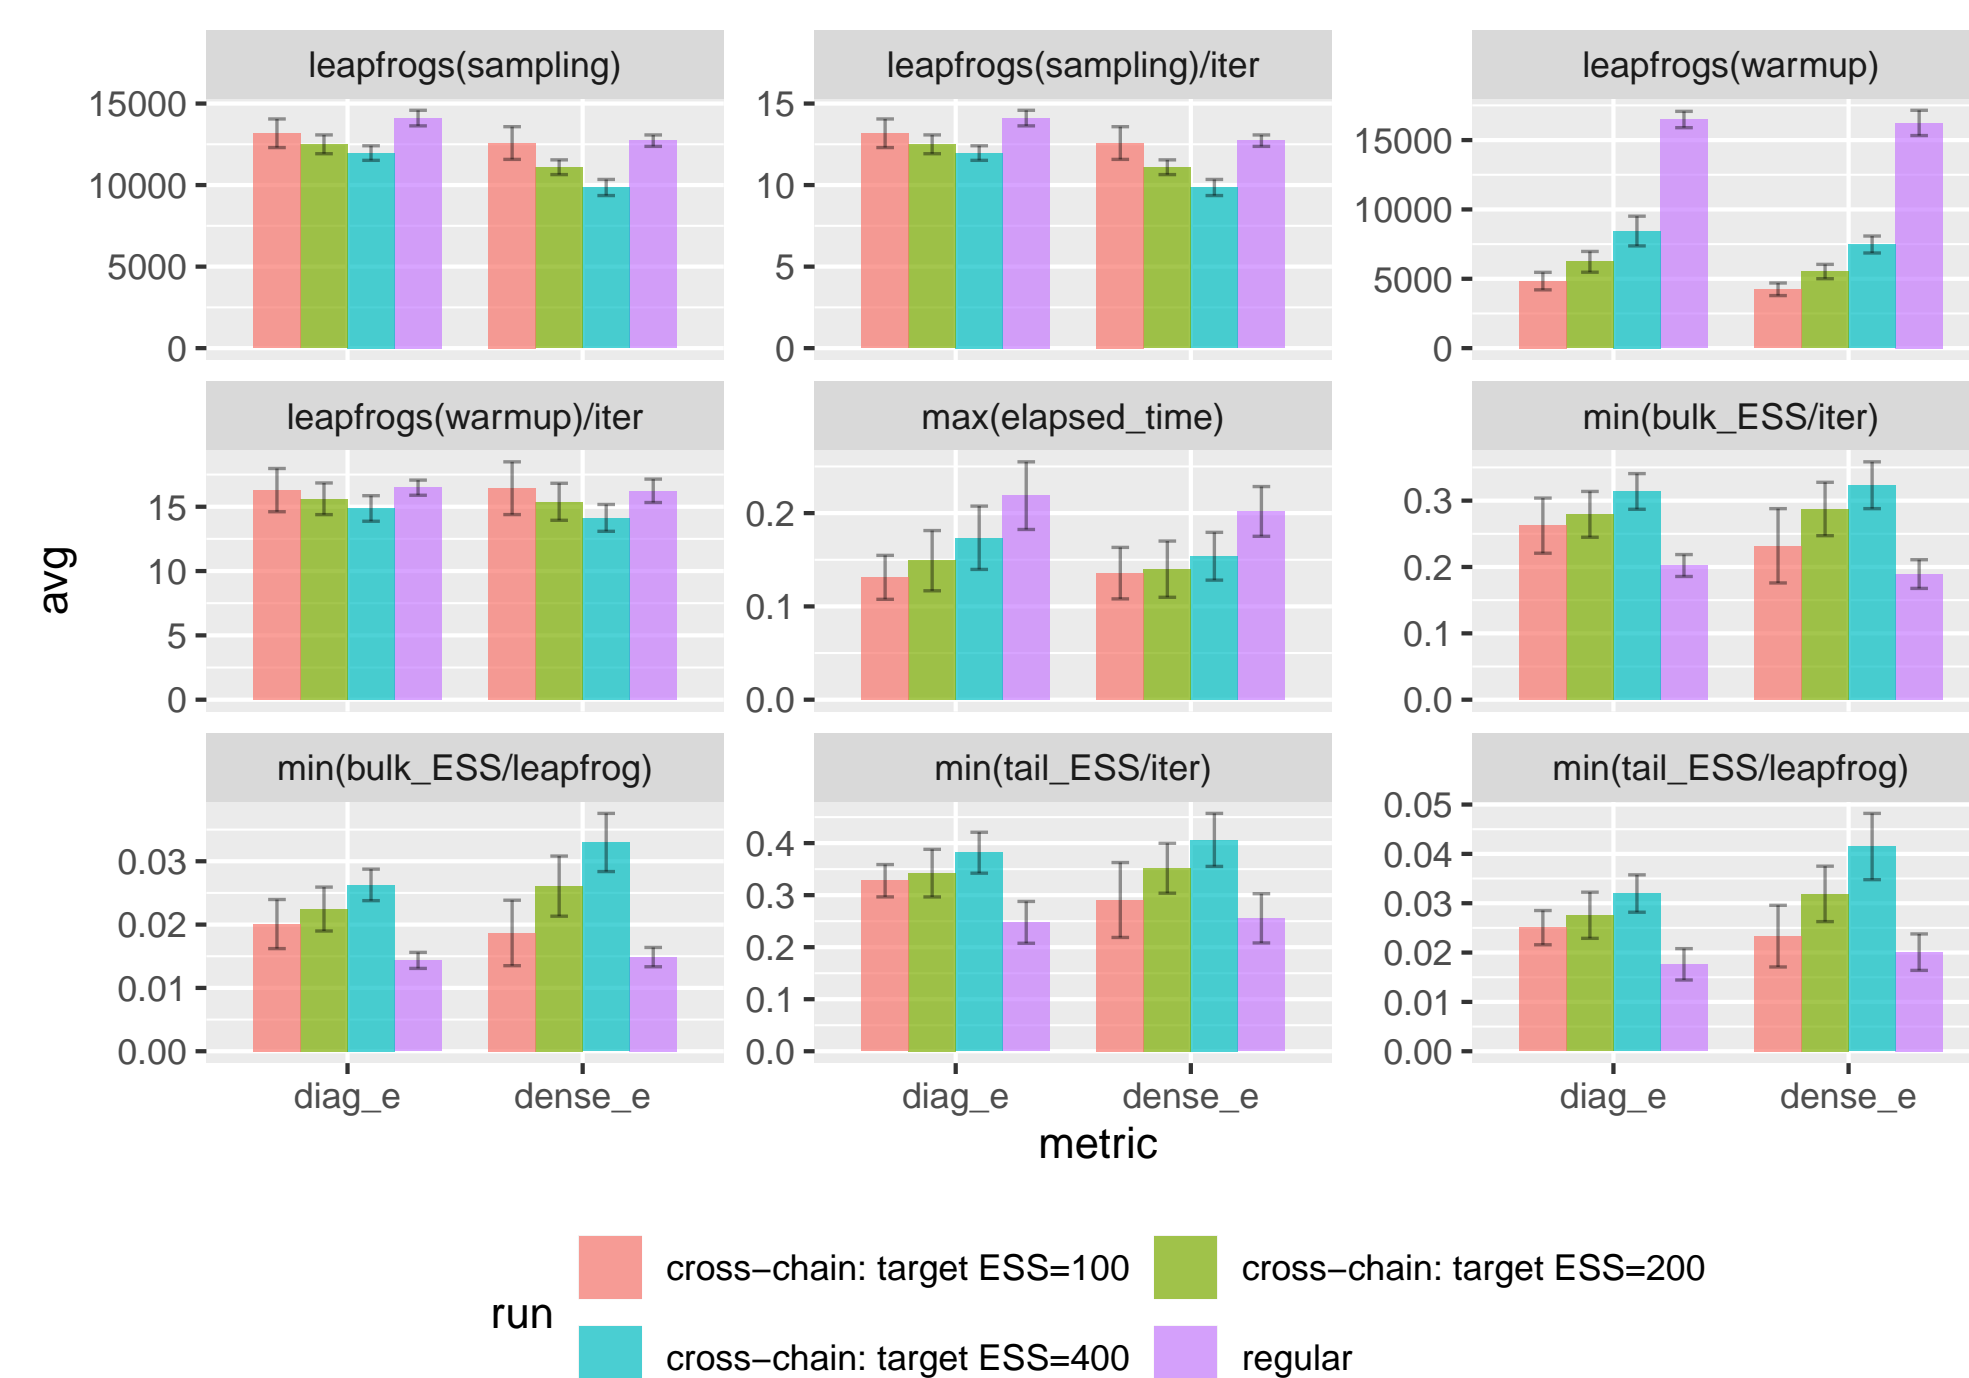 leapfrogs(sampling)
leapfrogs(sampling)/iter
leapfrogs(warmup)
15000
10000
5000
0
15
10
5
0
15000
10000
5000
0
leapfrogs(warmup)/iter
max(elapsed_time)
min(bulk_ESS/iter)
15
10
5
0
0.2
0.1
0.0
0.3
0.2
0.1
0.0
min(bulk_ESS/leapfrog)
min(tail_ESS/iter)
min(tail_ESS/leapfrog)
0.03
0.02
0.01
0.00
0.4
0.3
0.2
0.1
0.0
0.05
0.04
0.03
0.02
0.01
0.00
diag_e
dense_e
diag_e
dense_e
diag_e
dense_e
avg
metric
run
cross−chain: target ESS=100
cross−chain: target ESS=200
cross−chain: target ESS=400
regular